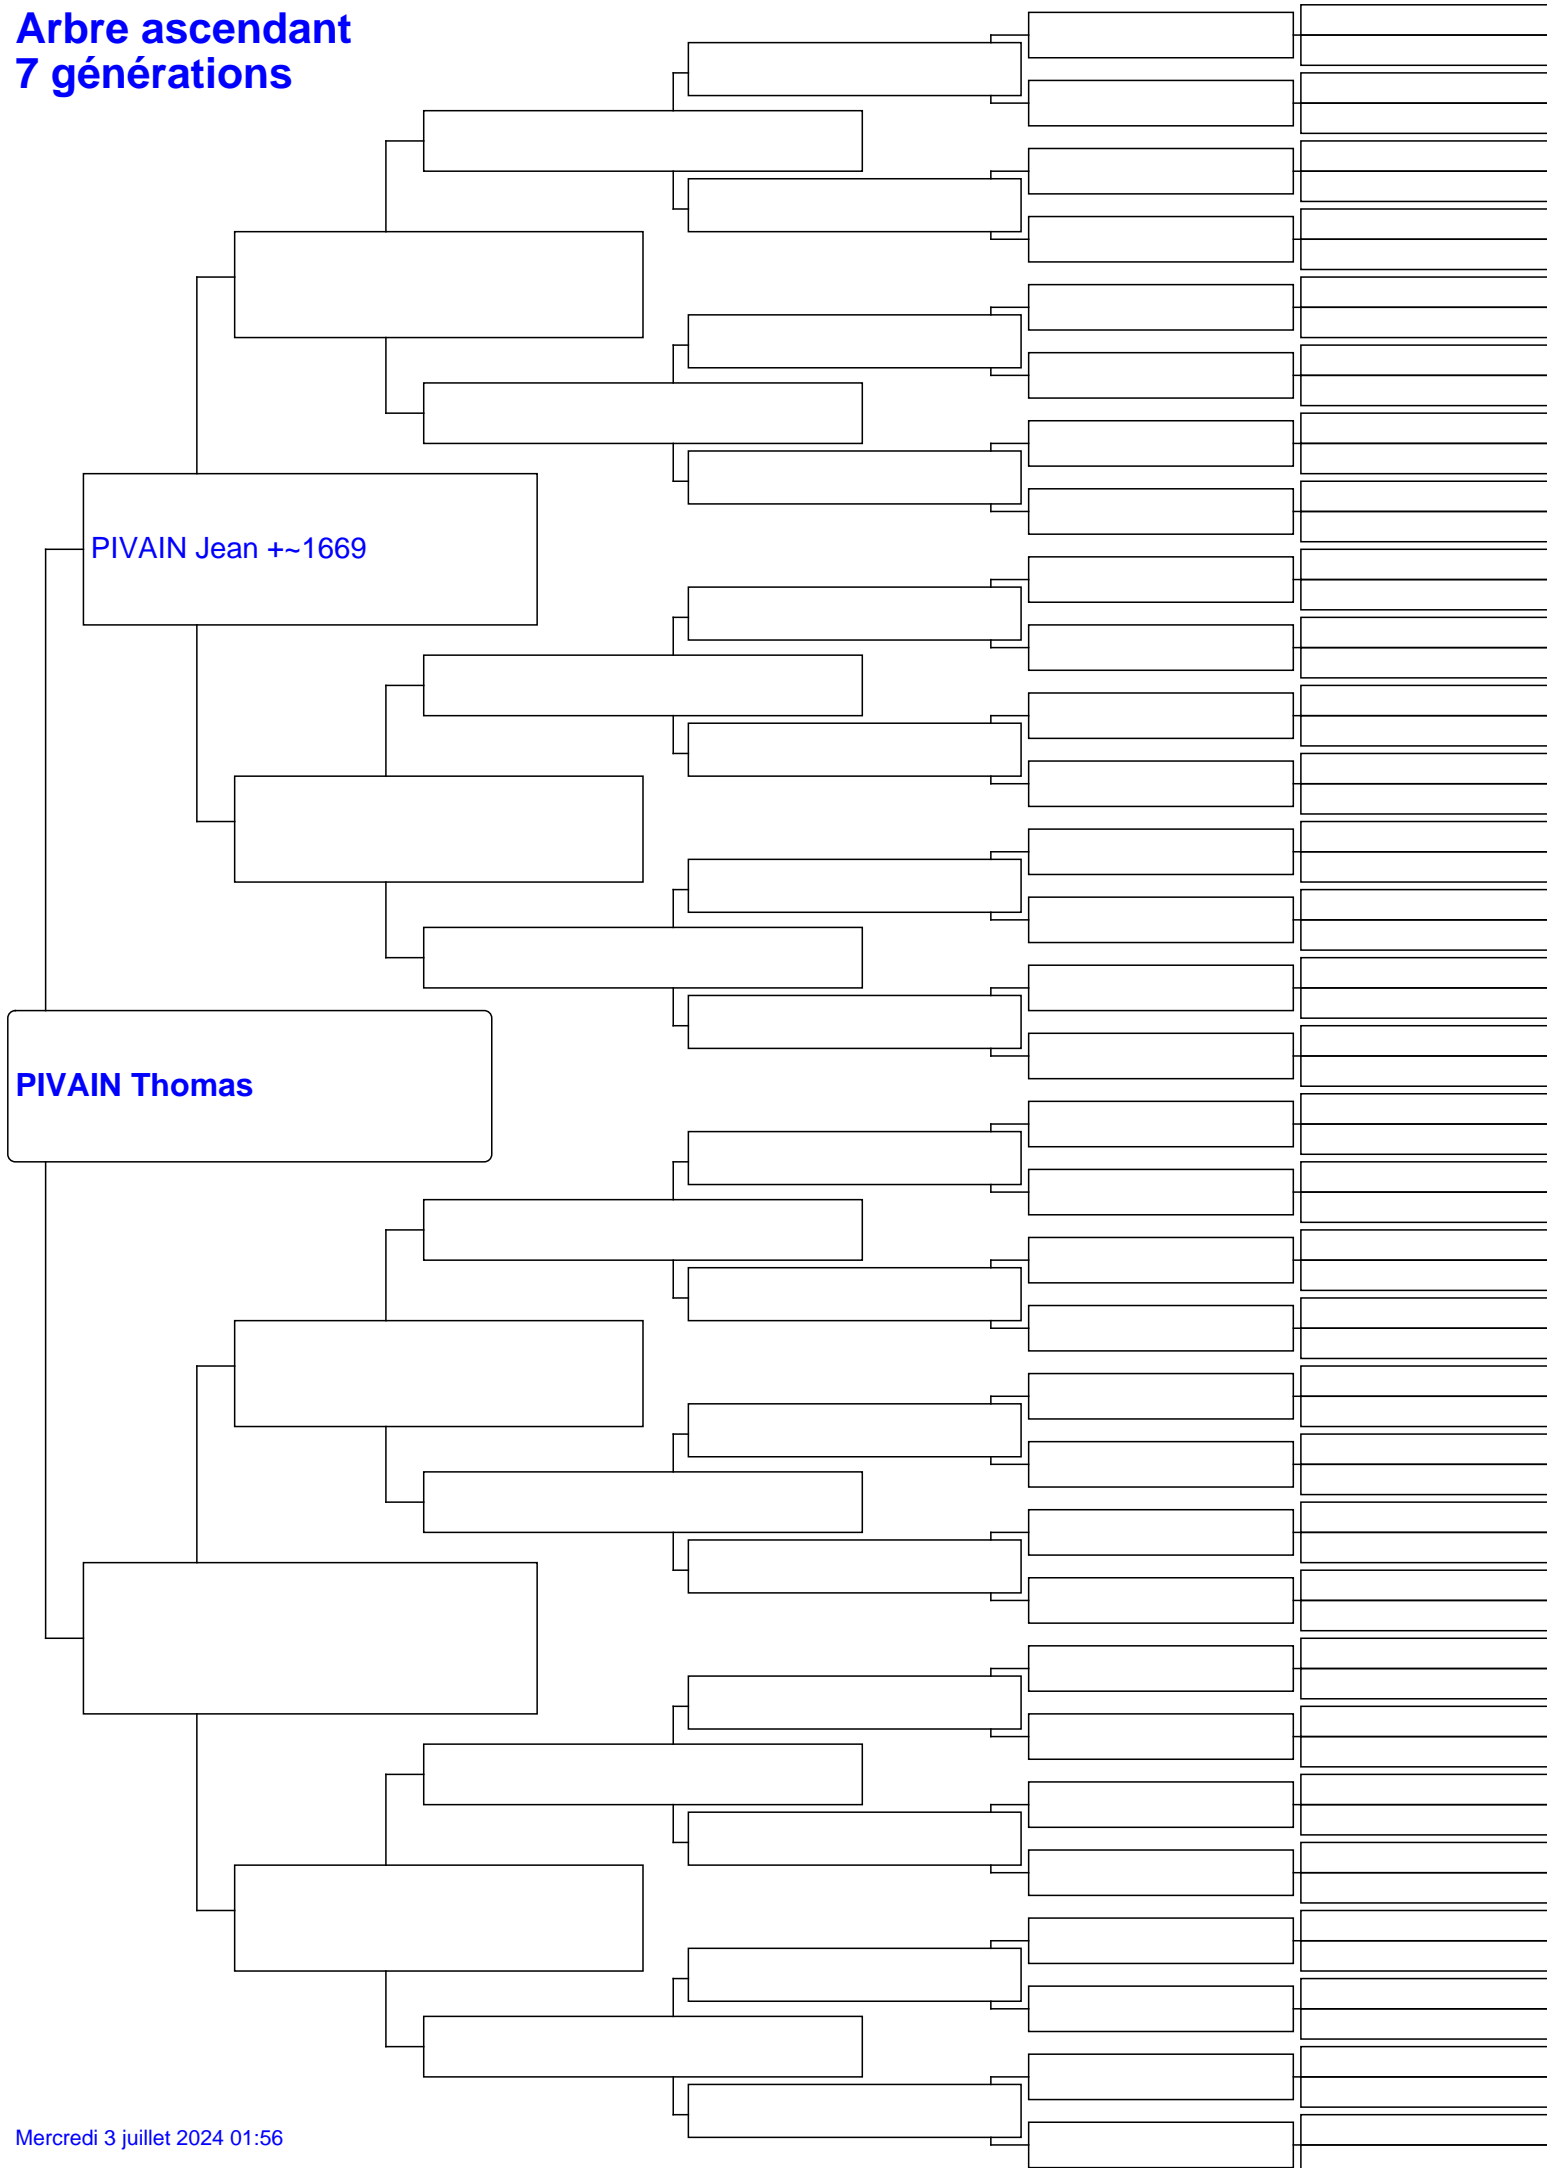 Arbre ascendant
7 générations
PIVAIN Jean +~1669
PIVAIN Thomas
Mercredi 3 juillet 2024 01:56